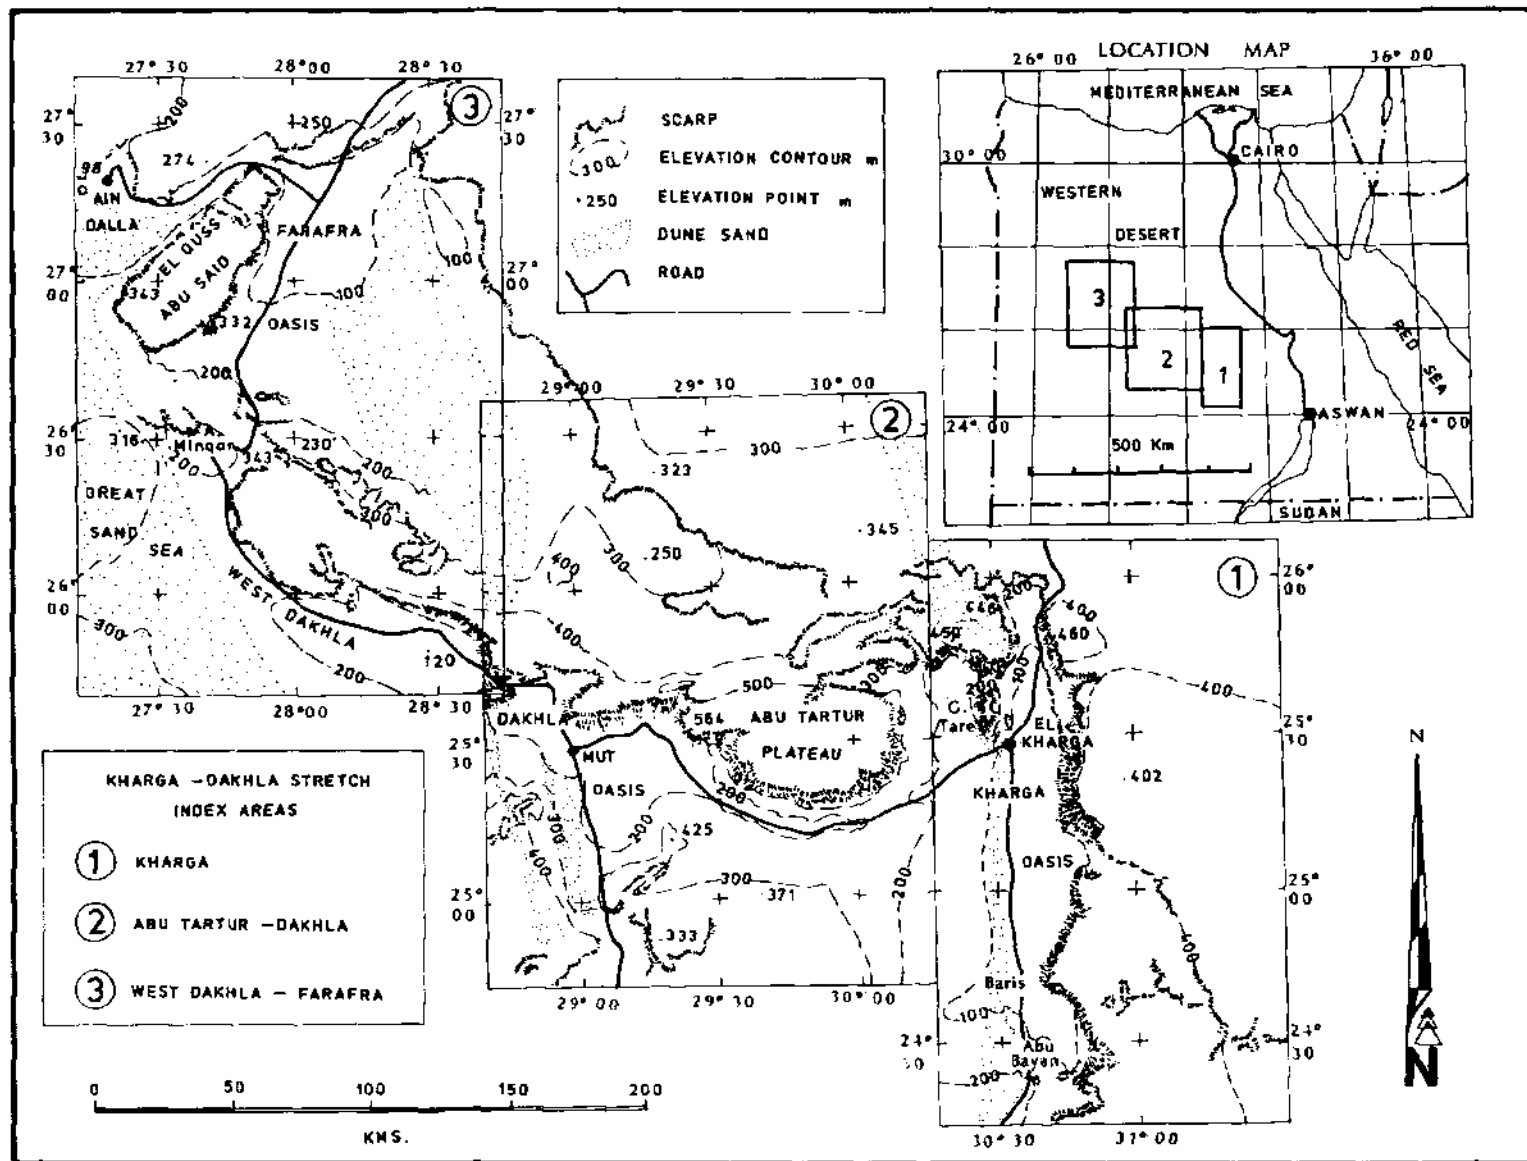 27° 30
28° 00
28° 30
3
27° 30
27° 30
200
250
274
98
AIN
DALLA
EL QUSS
ABU SAID
FARAFRA
100
27° 00
27° 00
343
332
OASIS
100
200
26° 30
316
Minqar
343
230
200
200
GREAT
SAND
SEA
200
26° 00
WEST DAKHLA
300
200
120
27° 30
28° 00
28° 30
SCARP
300
ELEVATION CONTOUR m
·250
ELEVATION POINT m
DUNE SAND
ROAD
LOCATION MAP
26° 00
36° 00
MEDITERRANEAN SEA
30° 00
CAIRO
WESTERN
DESERT
3
2
1
RED SEA
24° 00
ASWAN
24° 00
500 Km
SUDAN
29° 00
29° 30
30° 00
2
300
323
345
400
300
250
400
500
300
DAKHLA
564
ABU TARTUR
PLATEAU
MUT
OASIS
200
200
300
400
425
25° 30
300
371
200
25° 00
333
29° 00
29° 30
30° 00
1
26° 00
200
400
446
450
460
100
200
400
G.
Tare
EL
KHARGA
25° 30
402
KHARGA
OASIS
25° 00
400
Baris
100
24° 30
24° 30
Abu
Bayan
200
30° 30
31° 00
KHARGA -DAKHLA STRETCH
INDEX AREAS
1 KHARGA
2 ABU TARTUR -DAKHLA
3 WEST DAKHLA - FARAFRA
0 50 100 150 200
KMS.
N
N